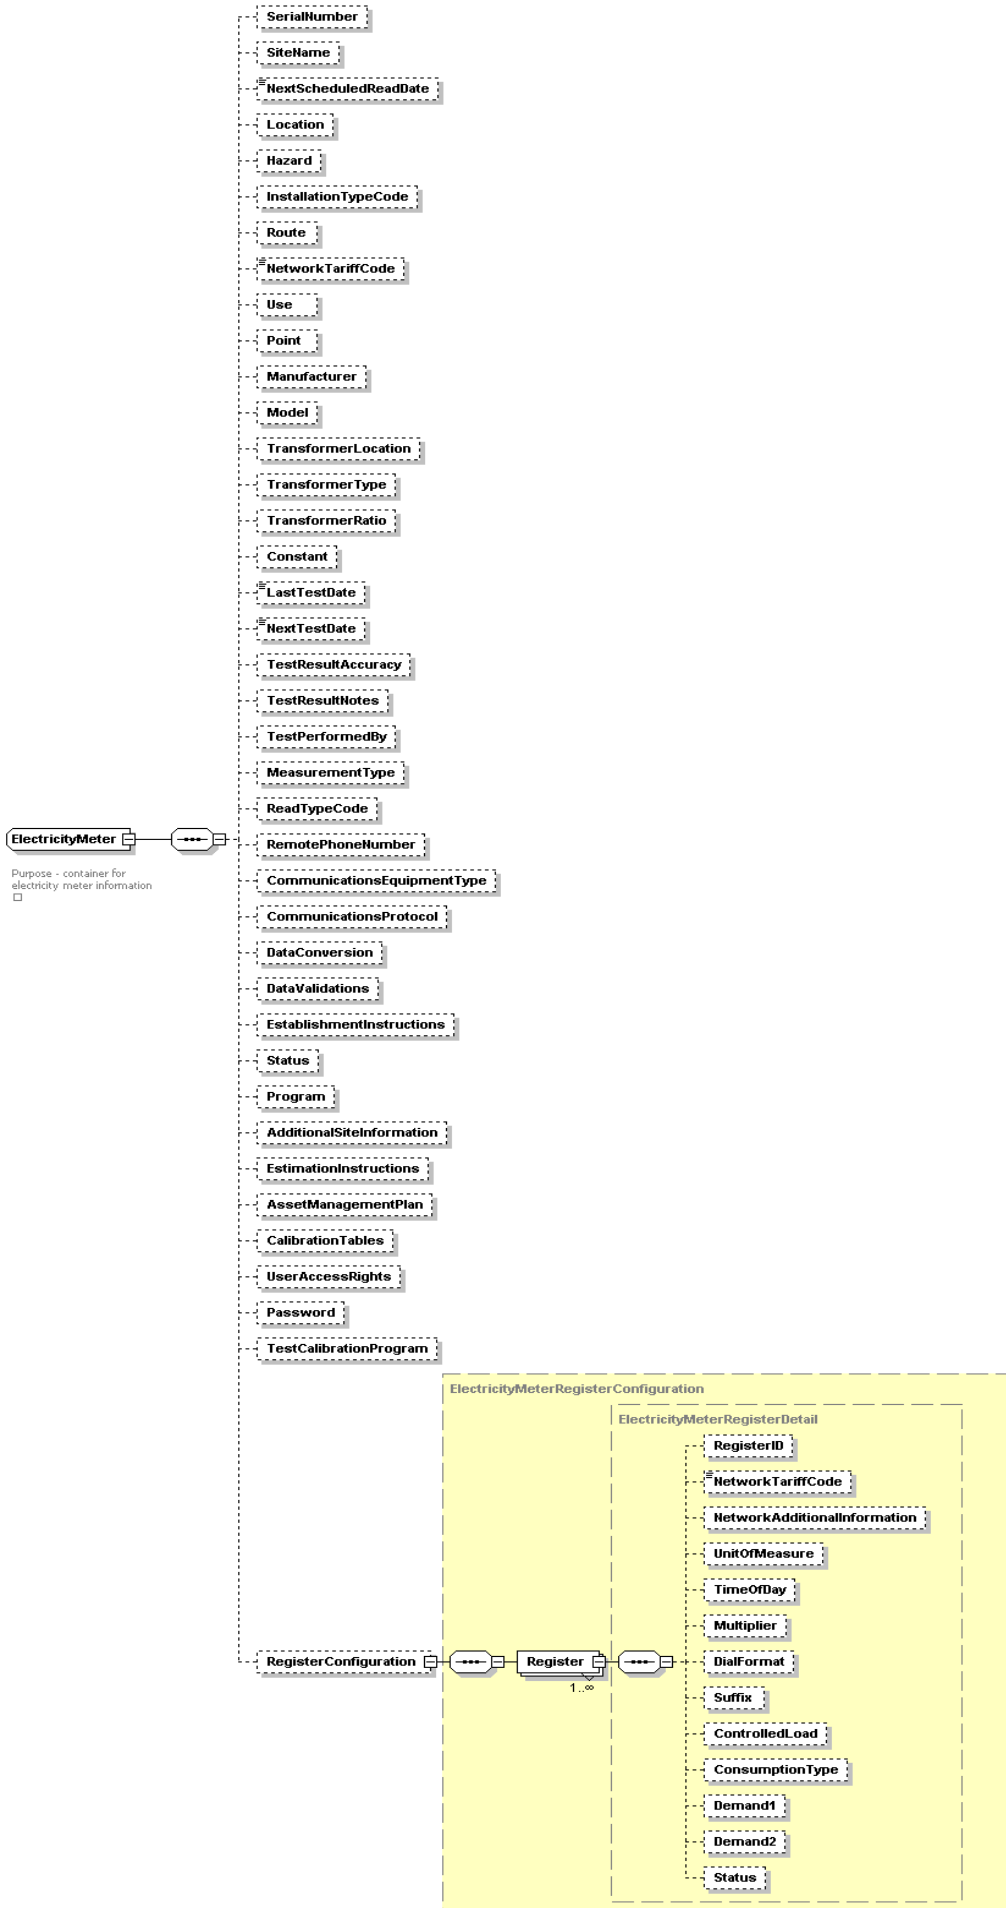 SerialNumber
SiteName
NextScheduledReadDate
Location
Hazard
InstallationTypeCode
Route
NetworkTariffCode
Use
Point
Manufacturer
Model
TransformerLocation
TransformerType
TransformerRatio
Constant
LastTestDate
NextTestDate
TestResultAccuracy
TestResultNotes
TestPerformedBy
MeasurementType
ReadTypeCode
ElectricityMeter
Purpose - container for
electricity meter information
RemotePhoneNumber
CommunicationsEquipmentType
CommunicationsProtocol
DataConversion
DataValidations
EstablishmentInstructions
Status
Program
AdditionalSiteInformation
EstimationInstructions
AssetManagementPlan
CalibrationTables
UserAccessRights
Password
TestCalibrationProgram
ElectricityMeterRegisterConfiguration
ElectricityMeterRegisterDetail
RegisterConfiguration
Register
1..∞
RegisterID
NetworkTariffCode
NetworkAdditionalInformation
UnitOfMeasure
TimeOfDay
Multiplier
DialFormat
Suffix
ControlledLoad
ConsumptionType
Demand1
Demand2
Status